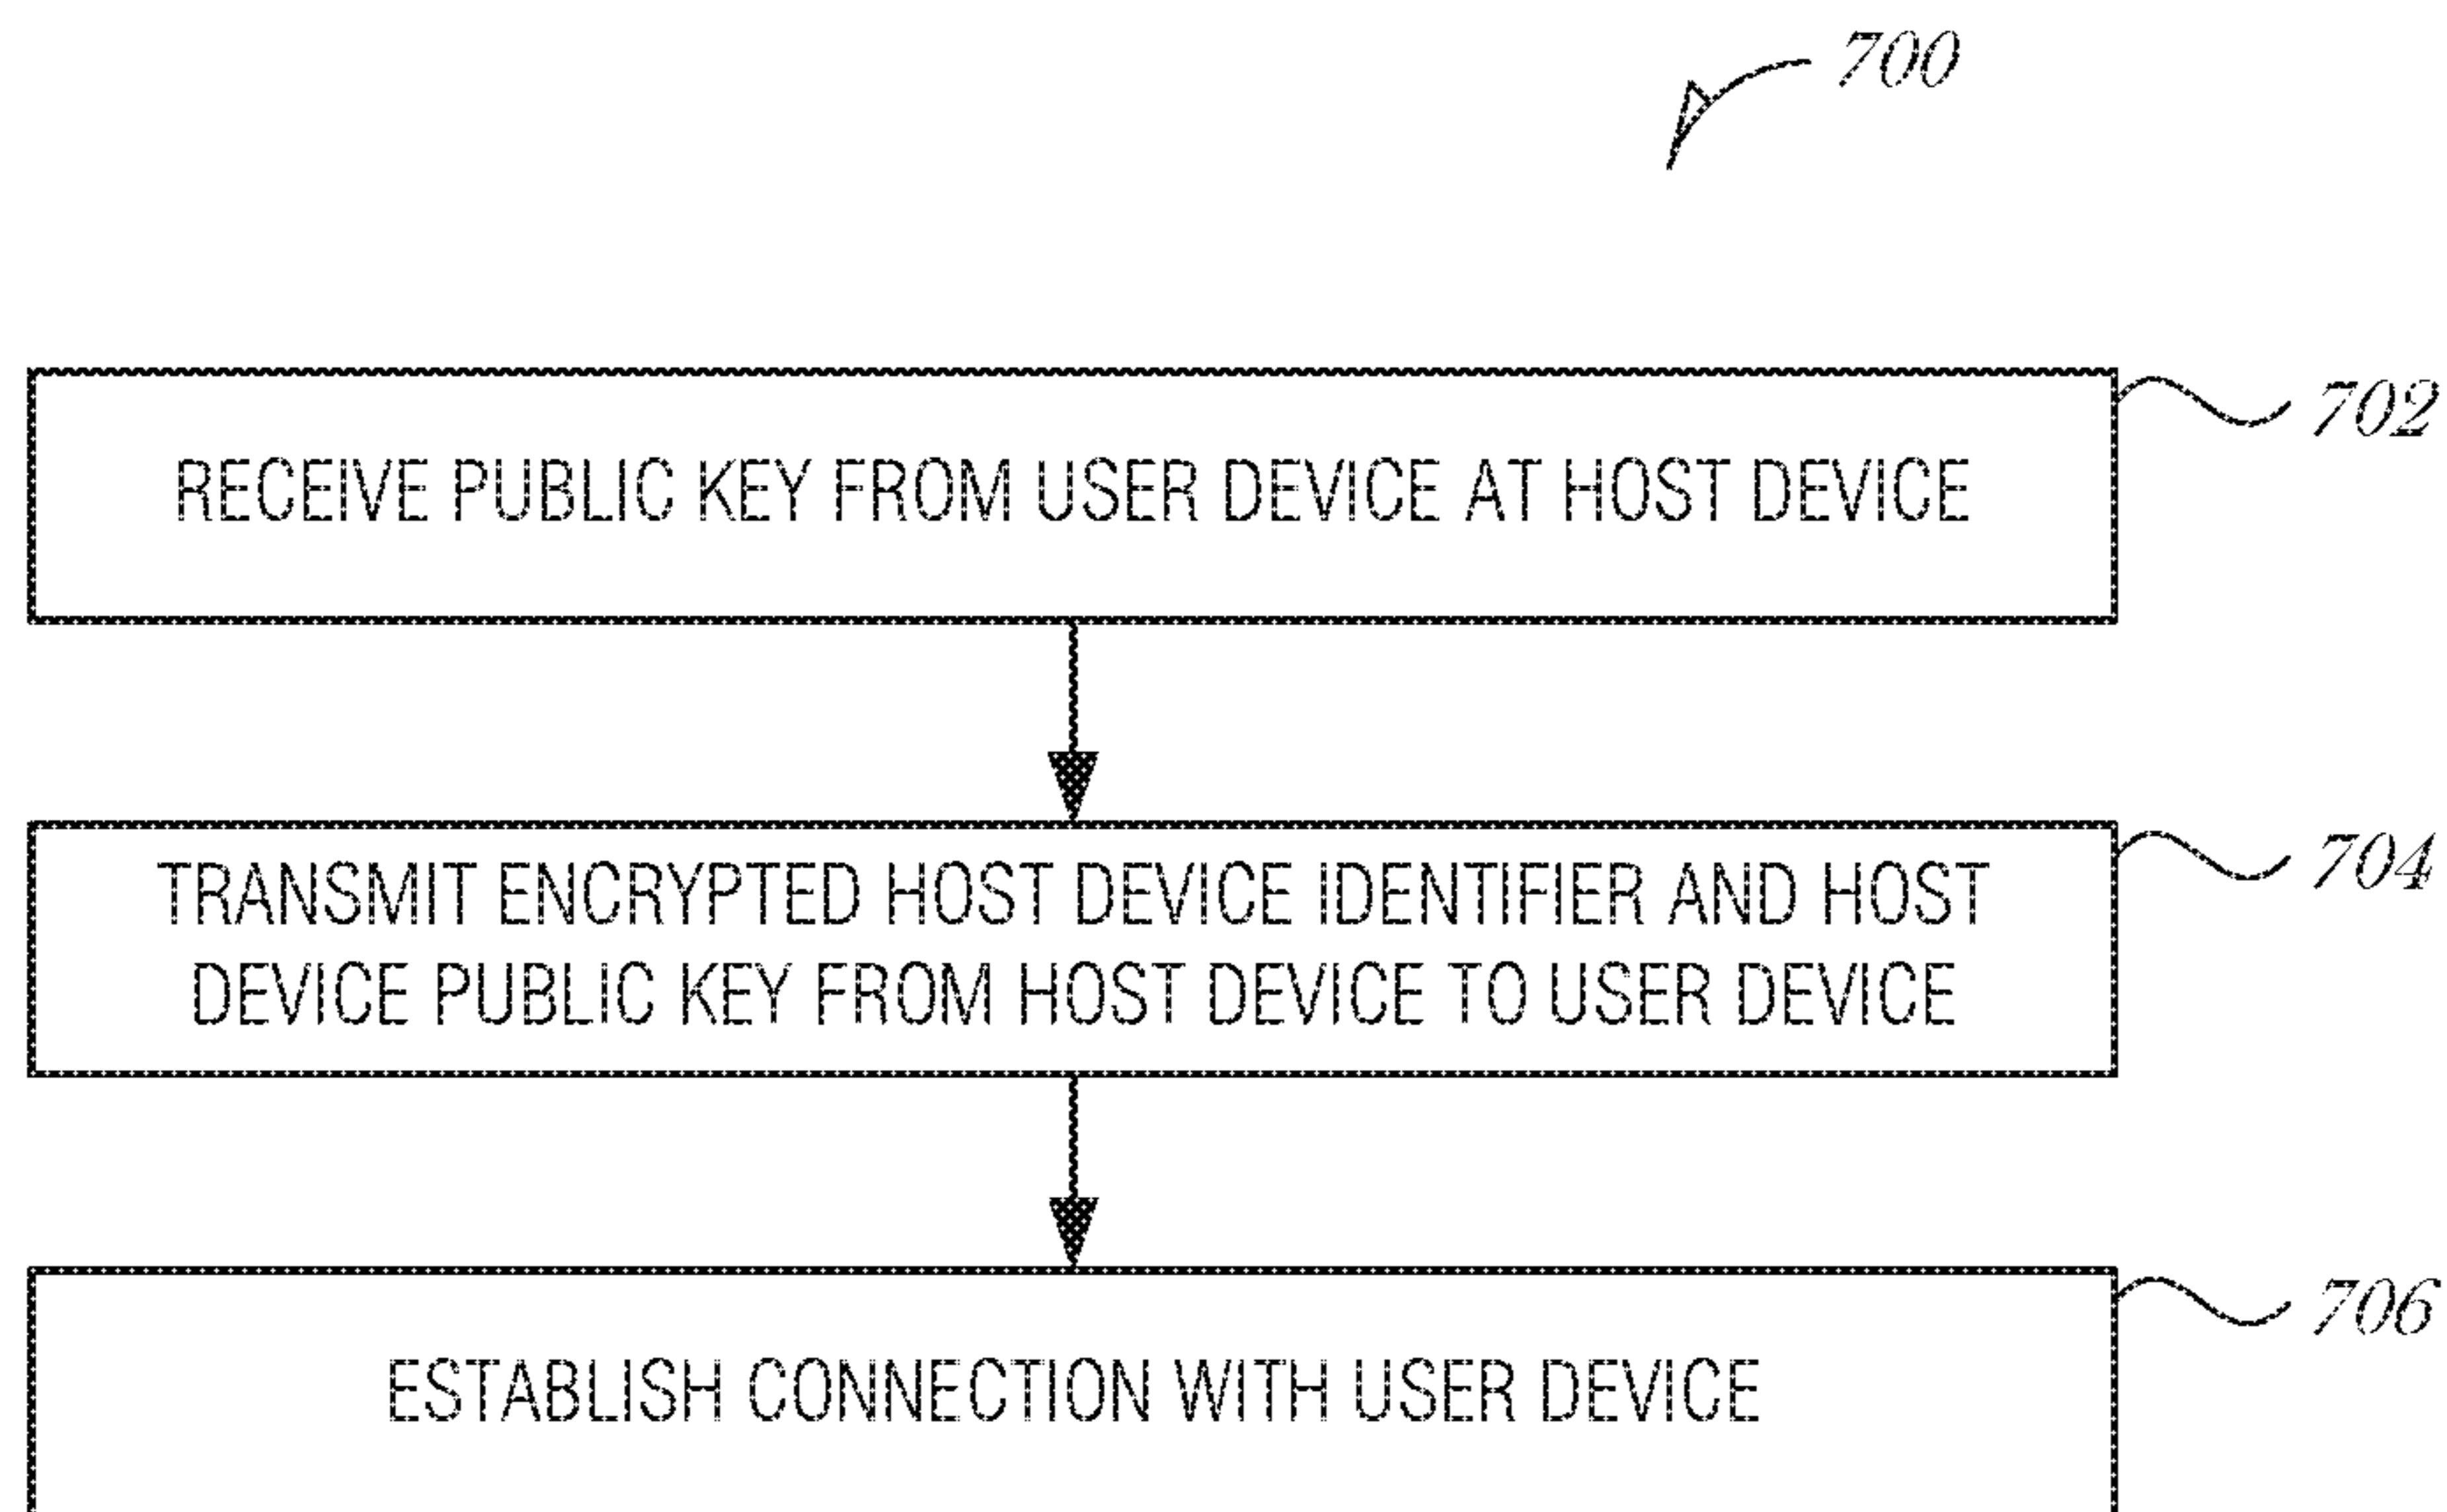 700
702
RECEIVE PUBLIC KEY FROM USER DEVICE AT HOST DEVICE
704
TRANSMIT ENCRYPTED HOST DEVICE IDENTIFIER AND HOST
DEVICE PUBLIC KEY FROM HOST DEVICE TO USER DEVICE
706
ESTABLISH CONNECTION WITH USER DEVICE